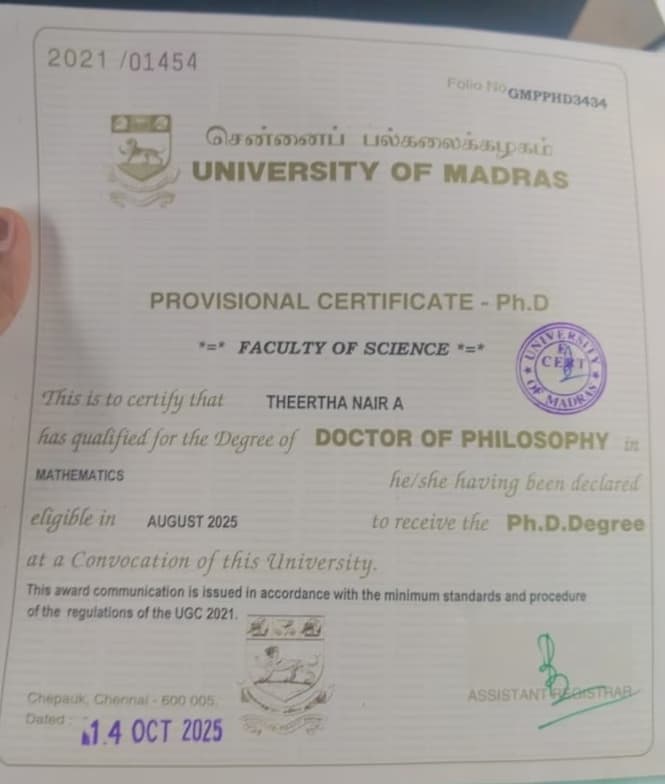 2021 /01454
Folio No GMPPHD3434
சென்னைப் பல்கலைக்கழகம்
UNIVERSITY OF MADRAS
PROVISIONAL CERTIFICATE - Ph.D
*=* FACULTY OF SCIENCE *=*
UNIVERSITY
CERT
OF MADRAS
This is to certify that THEERTHA NAIR A
has qualified for the Degree of DOCTOR OF PHILOSOPHY in
MATHEMATICS he/she having been declared
eligible in AUGUST 2025 to receive the Ph.D.Degree
at a Convocation of this University.
This award communication is issued in accordance with the minimum standards and procedure
of the regulations of the UGC 2021.
Chepauk, Chennai - 600 005.
ASSISTANT REGISTRAR
Dated : 14 OCT 2025